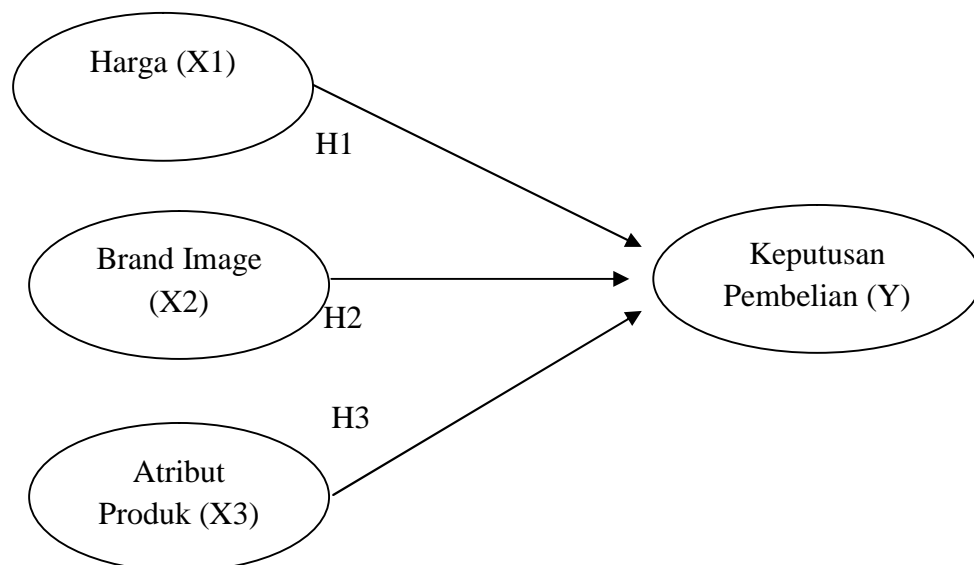 Harga (X1)
H1
Brand Image
(X2)
H2
Keputusan
Pembelian (Y)
H3
Atribut
Produk (X3)